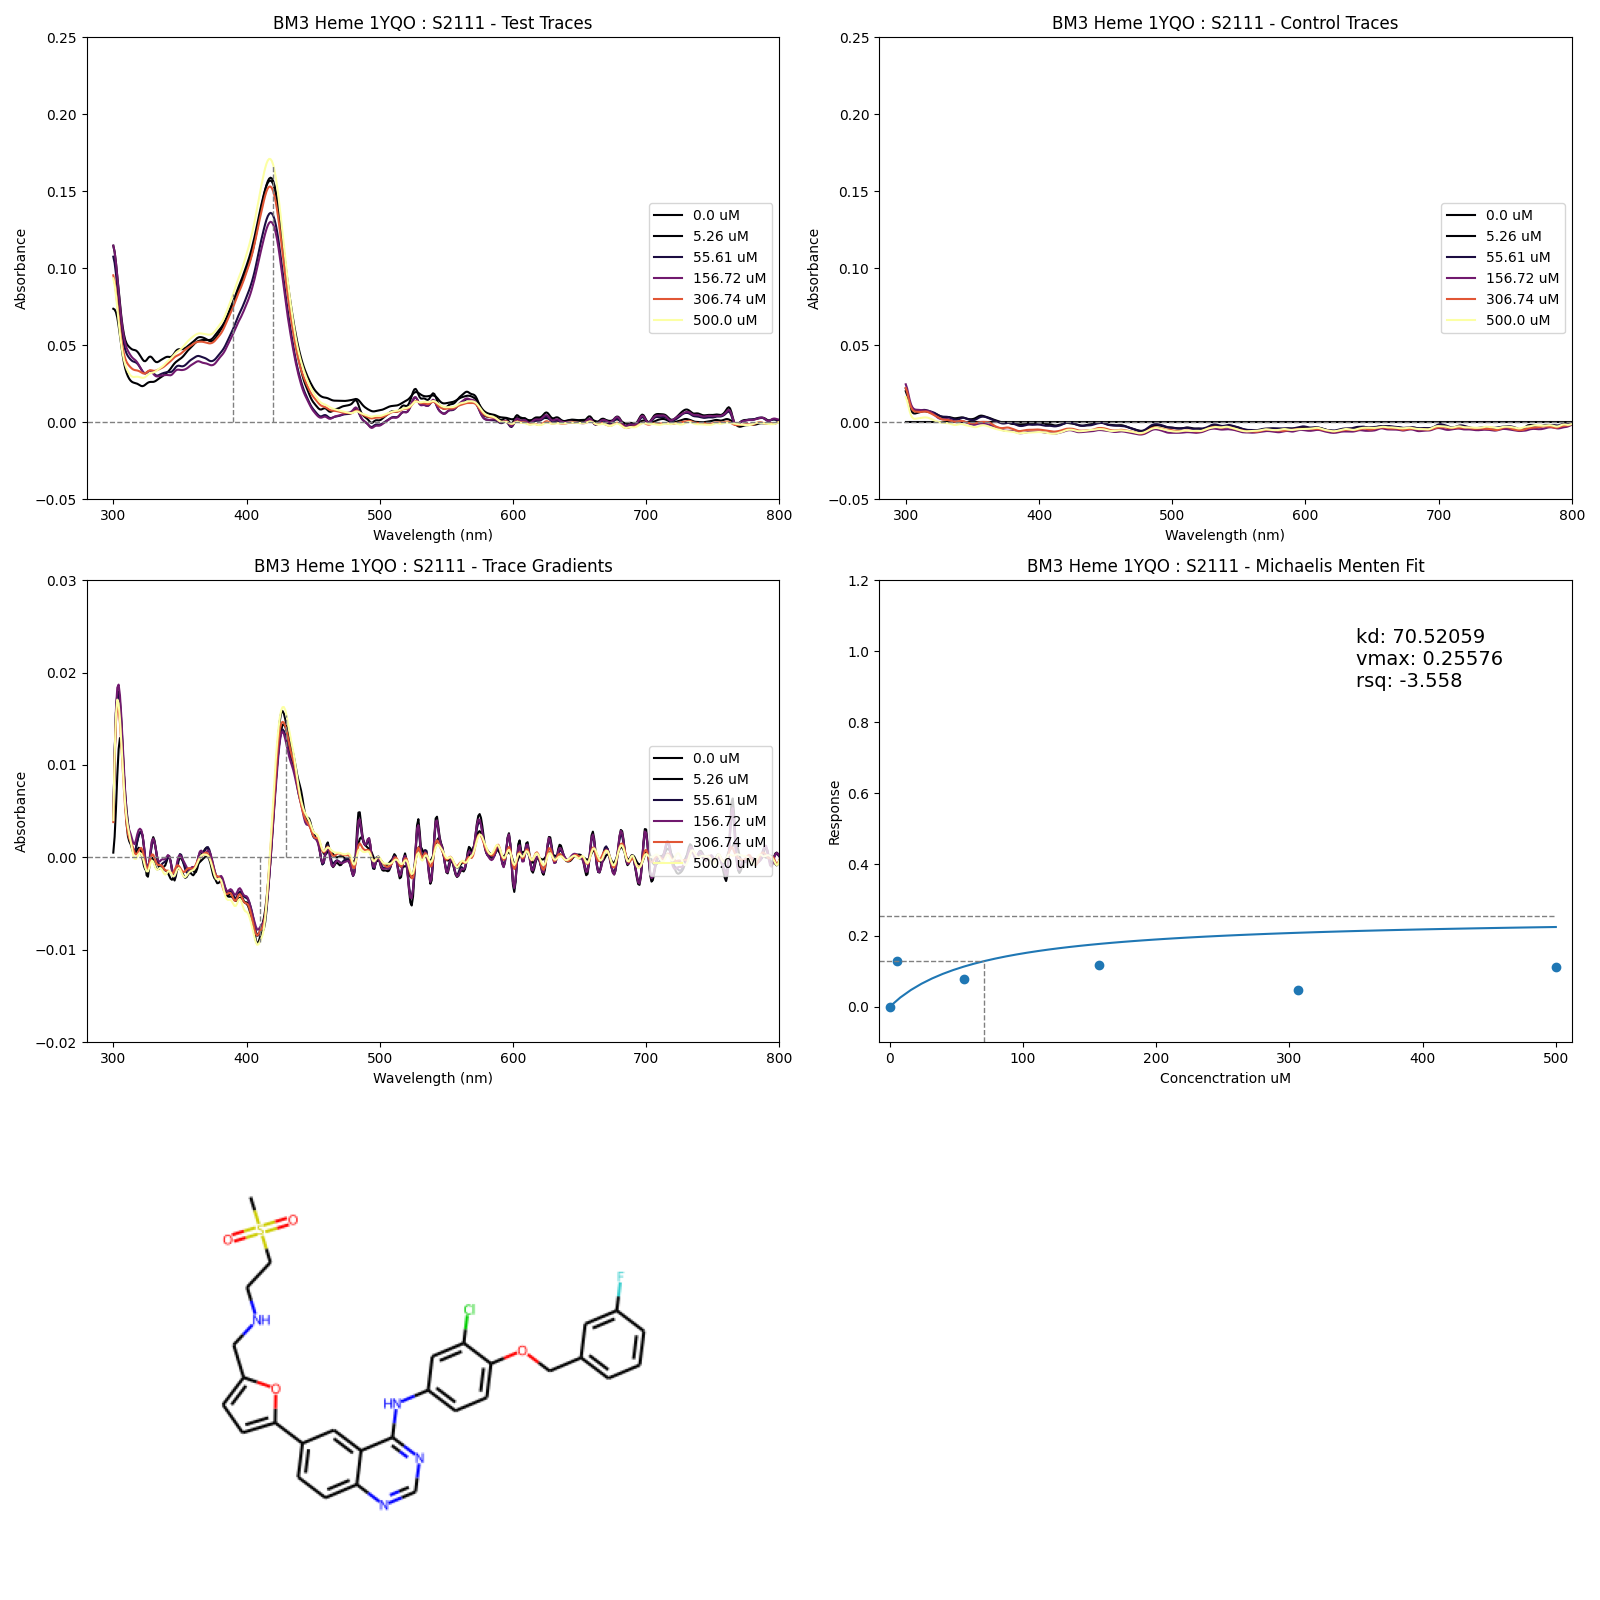 BM3 Heme 1YQO : S2111 - Test Traces
0.25
0.20
0.15
0.10
0.05
0.00
−0.05
Absorbance
300
400
500
600
700
800
Wavelength (nm)
0.0 uM
5.26 uM
55.61 uM
156.72 uM
306.74 uM
500.0 uM
BM3 Heme 1YQO : S2111 - Control Traces
0.25
0.20
0.15
0.10
0.05
0.00
−0.05
Absorbance
300
400
500
600
700
800
Wavelength (nm)
0.0 uM
5.26 uM
55.61 uM
156.72 uM
306.74 uM
500.0 uM
BM3 Heme 1YQO : S2111 - Trace Gradients
0.03
0.02
0.01
0.00
−0.01
−0.02
Absorbance
300
400
500
600
700
800
Wavelength (nm)
0.0 uM
5.26 uM
55.61 uM
156.72 uM
306.74 uM
500.0 uM
BM3 Heme 1YQO : S2111 - Michaelis Menten Fit
1.2
1.0
0.8
0.6
0.4
0.2
0.0
Response
kd: 70.52059
vmax: 0.25576
rsq: -3.558
0
100
200
300
400
500
Concenctration uM
O
S
O
NH
O
HN
Cl
O
F
N
N